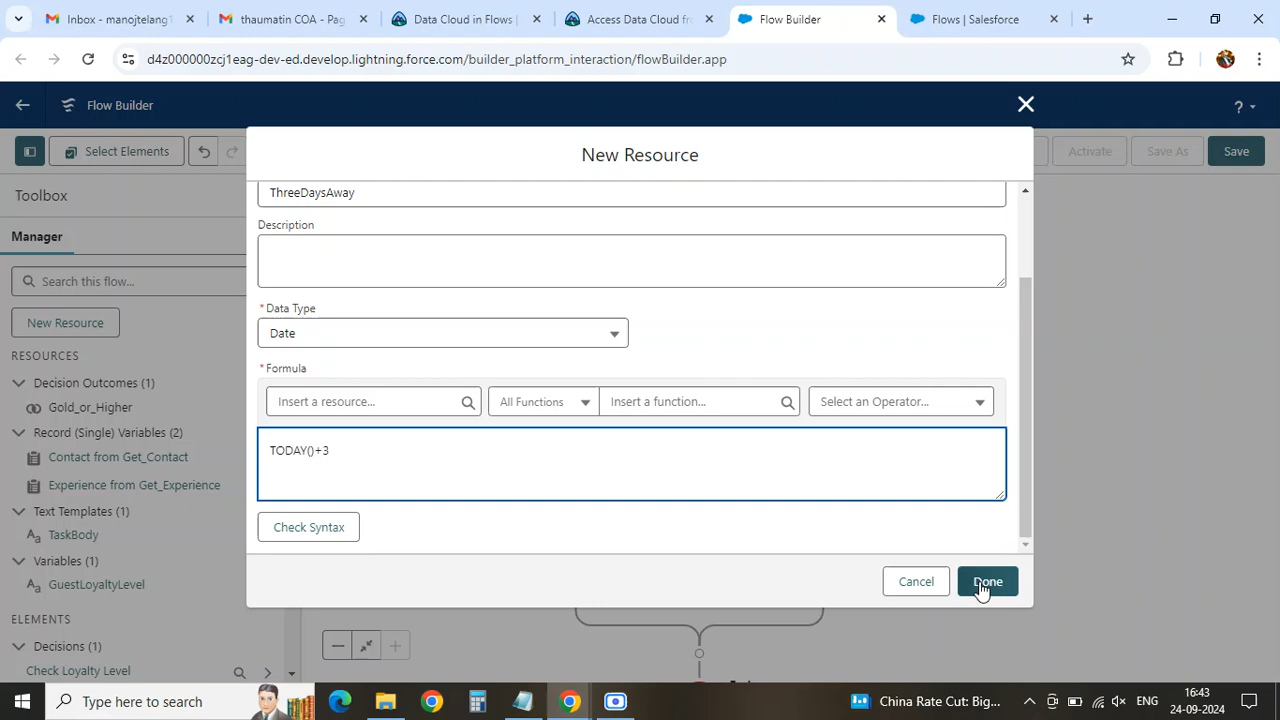 Inbox - manojtelang1
thaumatin COA - Pag
Data Cloud in Flows |
Access Data Cloud fro
Flow Builder
Flows | Salesforce
d4z000000zcj1eag-dev-ed.develop.lightning.force.com/builder_platform_interaction/flowBuilder.app
Flow Builder
?
Select Elements
Activate
Save As
Save
New Resource
Toolbox
Manager
Search this flow...
New Resource
RESOURCES
Decision Outcomes (1)
Gold_or_Higher
Record (Single) Variables (2)
Contact from Get_Contact
Experience from Get_Experience
Text Templates (1)
TaskBody
Variables (1)
GuestLoyaltyLevel
ELEMENTS
Decisions (1)
Check Loyalty Level
ThreeDaysAway
Description
* Data Type
Date
* Formula
Insert a resource...
All Functions
Insert a function...
Select an Operator...
TODAY()+3
Check Syntax
Cancel
Done
Type here to search
China Rate Cut: Big...
ENG
16:43
24-09-2024